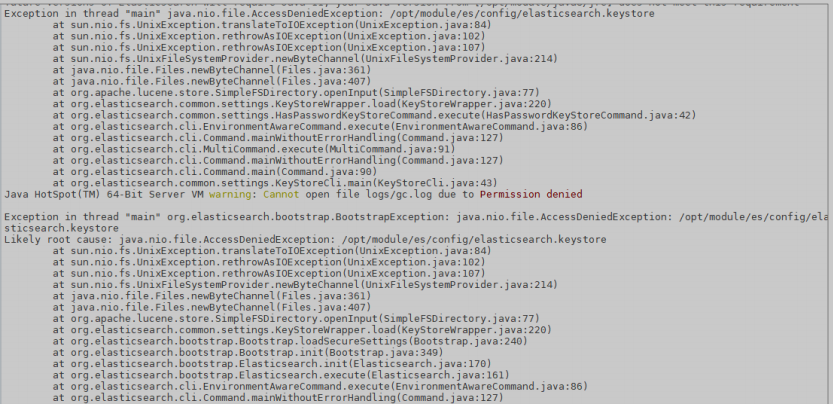 Exception in thread "main" java.nio.file.AccessDeniedException: /opt/module/es/config/elasticsearch.keystore
at sun.nio.fs.UnixException.translateToIOException(UnixException.java:84)
at sun.nio.fs.UnixException.rethrowAsIOException(UnixException.java:102)
at sun.nio.fs.UnixException.rethrowAsIOException(UnixException.java:107)
at sun.nio.fs.UnixFileSystemProvider.newByteChannel(UnixFileSystemProvider.java:214)
at java.nio.file.Files.newByteChannel(Files.java:361)
at java.nio.file.Files.newByteChannel(Files.java:407)
at org.apache.lucene.store.SimpleFSDirectory.openInput(SimpleFSDirectory.java:77)
at org.elasticsearch.common.settings.KeyStoreWrapper.load(KeyStoreWrapper.java:220)
at org.elasticsearch.common.settings.HasPasswordKeyStoreCommand.execute(HasPasswordKeyStoreCommand.java:42)
at org.elasticsearch.cli.EnvironmentAwareCommand.execute(EnvironmentAwareCommand.java:86)
at org.elasticsearch.cli.Command.mainWithoutErrorHandling(Command.java:127)
at org.elasticsearch.cli.MultiCommand.execute(MultiCommand.java:91)
at org.elasticsearch.cli.Command.mainWithoutErrorHandling(Command.java:127)
at org.elasticsearch.cli.Command.main(Command.java:90)
at org.elasticsearch.common.settings.KeyStoreCli.main(KeyStoreCli.java:43)
Java HotSpot(TM) 64-Bit Server VM warning: Cannot open file logs/gc.log due to Permission denied
Exception in thread "main" org.elasticsearch.bootstrap.BootstrapException: java.nio.file.AccessDeniedException: /opt/module/es/config/ela
sticsearch.keystore
Likely root cause: java.nio.file.AccessDeniedException: /opt/module/es/config/elasticsearch.keystore
at sun.nio.fs.UnixException.translateToIOException(UnixException.java:84)
at sun.nio.fs.UnixException.rethrowAsIOException(UnixException.java:102)
at sun.nio.fs.UnixException.rethrowAsIOException(UnixException.java:107)
at sun.nio.fs.UnixFileSystemProvider.newByteChannel(UnixFileSystemProvider.java:214)
at java.nio.file.Files.newByteChannel(Files.java:361)
at java.nio.file.Files.newByteChannel(Files.java:407)
at org.apache.lucene.store.SimpleFSDirectory.openInput(SimpleFSDirectory.java:77)
at org.elasticsearch.common.settings.KeyStoreWrapper.load(KeyStoreWrapper.java:220)
at org.elasticsearch.bootstrap.Bootstrap.loadSecureSettings(Bootstrap.java:240)
at org.elasticsearch.bootstrap.Bootstrap.init(Bootstrap.java:349)
at org.elasticsearch.bootstrap.Elasticsearch.init(Elasticsearch.java:170)
at org.elasticsearch.bootstrap.Elasticsearch.execute(Elasticsearch.java:161)
at org.elasticsearch.cli.EnvironmentAwareCommand.execute(EnvironmentAwareCommand.java:86)
at org.elasticsearch.cli.Command.mainWithoutErrorHandling(Command.java:127)